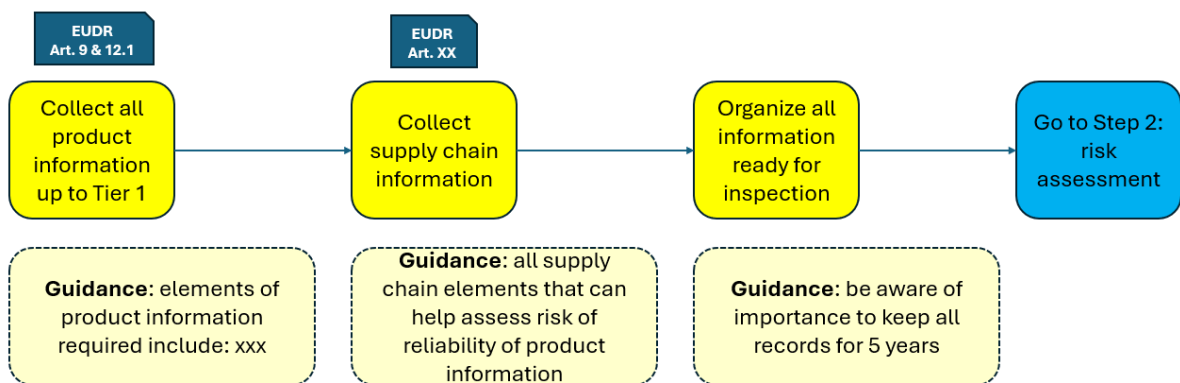 EUDR
Art. 9 & 12.1
EUDR
Art. XX
Collect all
product
information
up to Tier 1
Collect
supply chain
information
Organize all
information
ready for
inspection
Go to Step 2:
risk
assessment
Guidance: elements of
product information
required include: xxx
Guidance: all supply
chain elements that can
help assess risk of
reliability of product
information
Guidance: be aware of
importance to keep all
records for 5 years